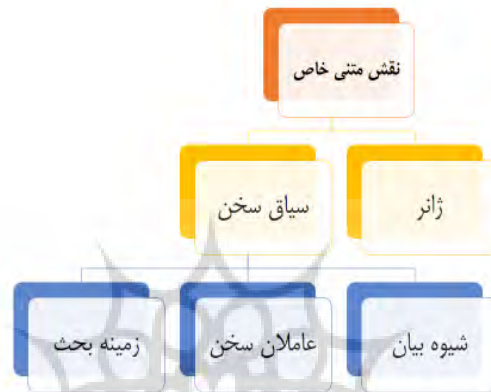 نقش متنی خاص
ژانر
سیاق سخن
شیوه بیان
عاملان سخن
زمینه بحث